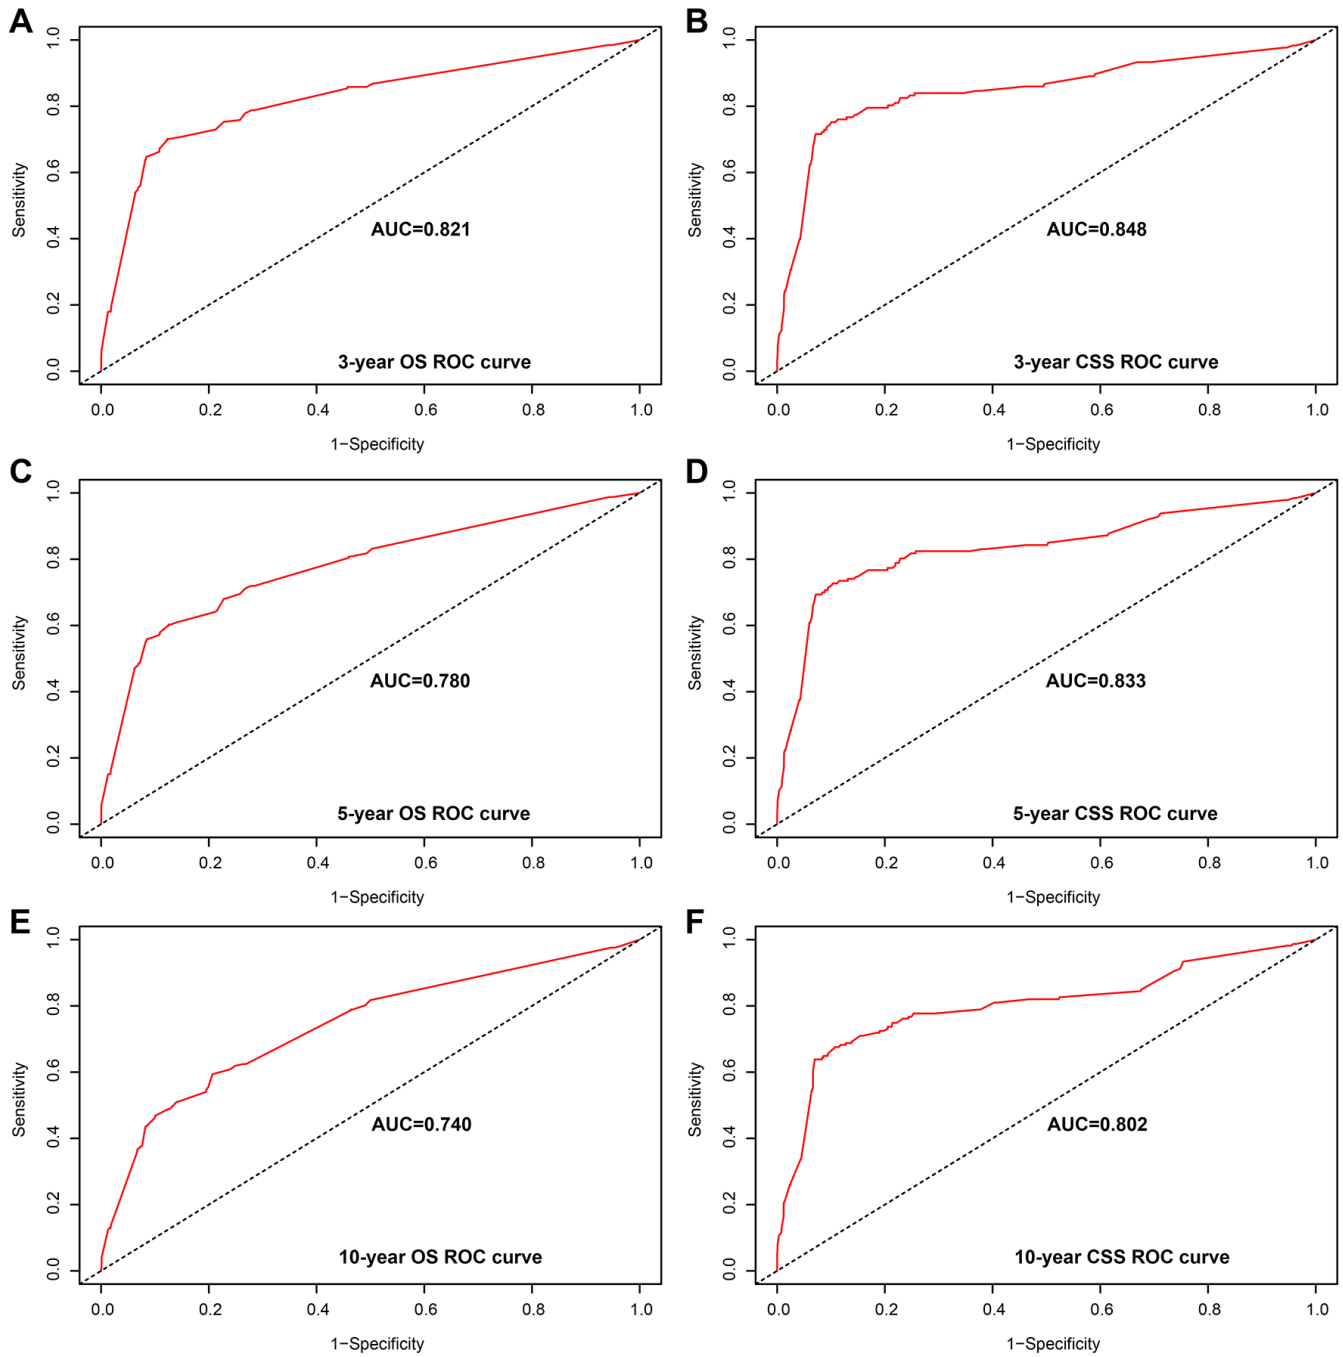 A
1.0
0.8
0.6
0.4
0.2
0.0
Sensitivity
AUC=0.821
3-year OS ROC curve
0.0 0.2 0.4 0.6 0.8 1.0
1−Specificity
B
1.0
0.8
0.6
0.4
0.2
0.0
Sensitivity
AUC=0.848
3-year CSS ROC curve
0.0 0.2 0.4 0.6 0.8 1.0
1−Specificity
C
1.0
0.8
0.6
0.4
0.2
0.0
Sensitivity
AUC=0.780
5-year OS ROC curve
0.0 0.2 0.4 0.6 0.8 1.0
1−Specificity
D
1.0
0.8
0.6
0.4
0.2
0.0
Sensitivity
AUC=0.833
5-year CSS ROC curve
0.0 0.2 0.4 0.6 0.8 1.0
1−Specificity
E
1.0
0.8
0.6
0.4
0.2
0.0
Sensitivity
AUC=0.740
10-year OS ROC curve
0.0 0.2 0.4 0.6 0.8 1.0
1−Specificity
F
1.0
0.8
0.6
0.4
0.2
0.0
Sensitivity
AUC=0.802
10-year CSS ROC curve
0.0 0.2 0.4 0.6 0.8 1.0
1−Specificity